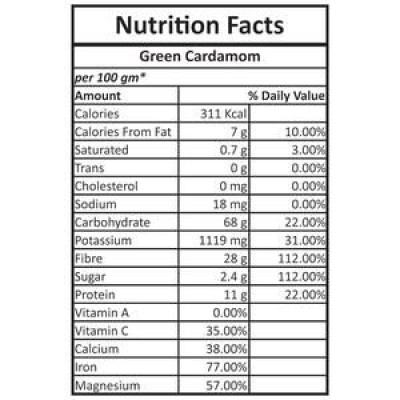 Nutrition Facts
Green Cardamom
per 100 gm*
Amount % Daily Value
Calories 311 Kcal
Calories From Fat 7 g 10.00%
Saturated 0.7 g 3.00%
Trans 0 g 0.00%
Cholesterol 0 mg 0.00%
Sodium 18 mg 0.00%
Carbohydrate 68 g 22.00%
Potassium 1119 mg 31.00%
Fibre 28 g 112.00%
Sugar 2.4 g 112.00%
Protein 11 g 22.00%
Vitamin A 0.00%
Vitamin C 35.00%
Calcium 38.00%
Iron 77.00%
Magnesium 57.00%